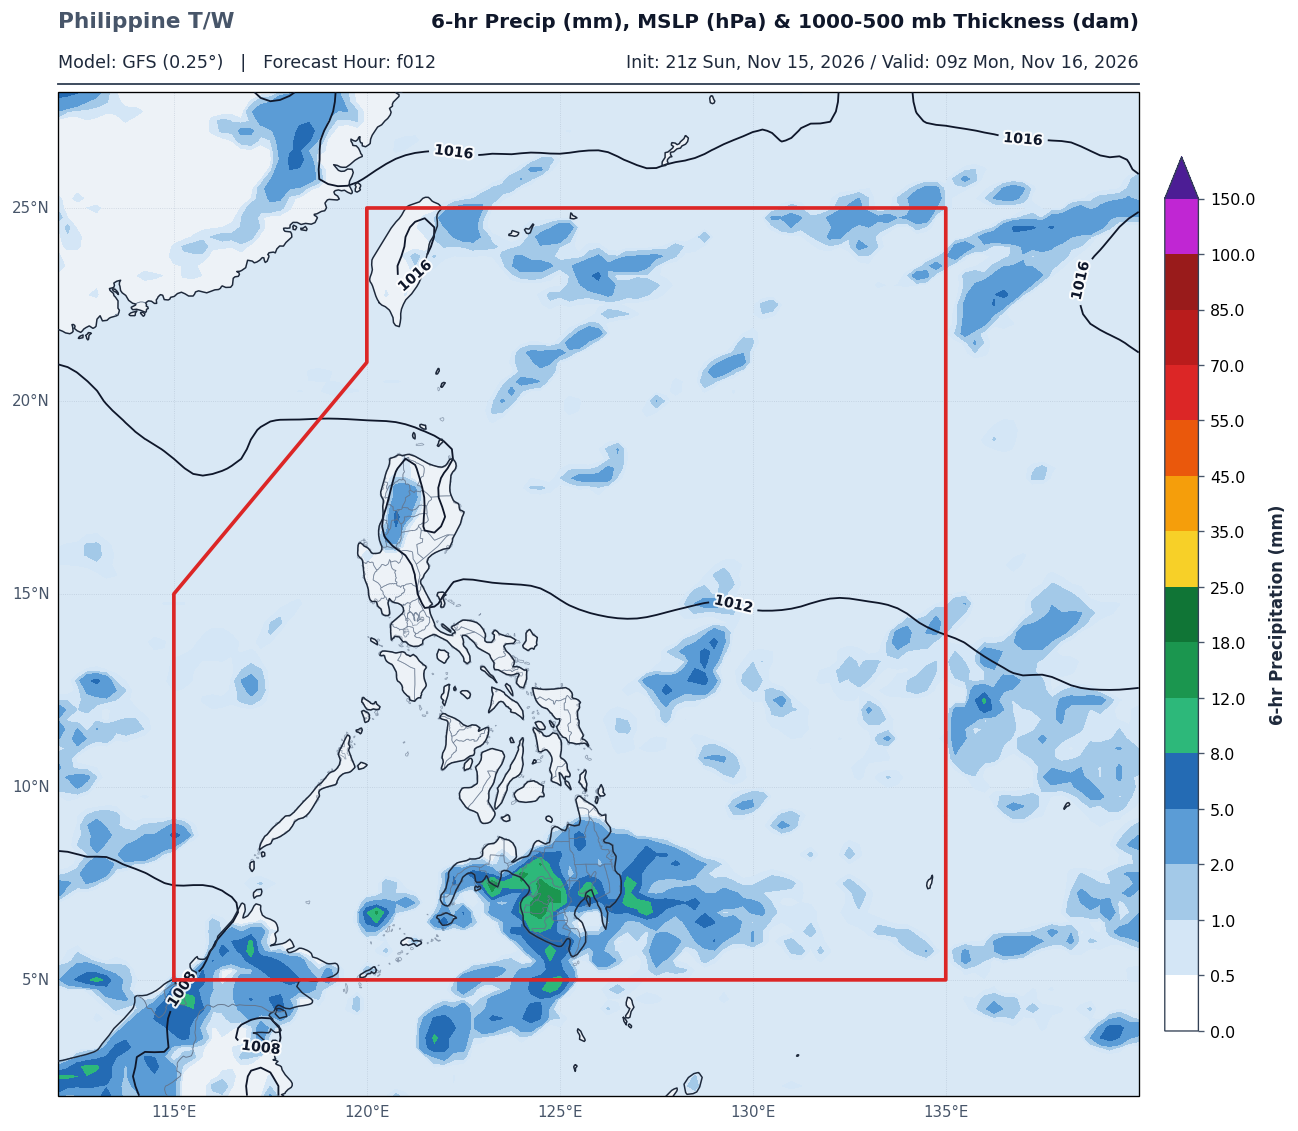 Philippine T/W
6-hr Precip (mm), MSLP (hPa) & 1000-500 mb Thickness (dam)
Model: GFS (0.25°) | Forecast Hour: f012
Init: 21z Sun, Nov 15, 2026 / Valid: 09z Mon, Nov 16, 2026
1016
1016
1016
1016
1012
1008
1008
25°N
20°N
15°N
10°N
5°N
115°E
120°E
125°E
130°E
135°E
150.0
100.0
85.0
70.0
55.0
45.0
35.0
25.0
18.0
12.0
8.0
5.0
2.0
1.0
0.5
0.0
6-hr Precipitation (mm)